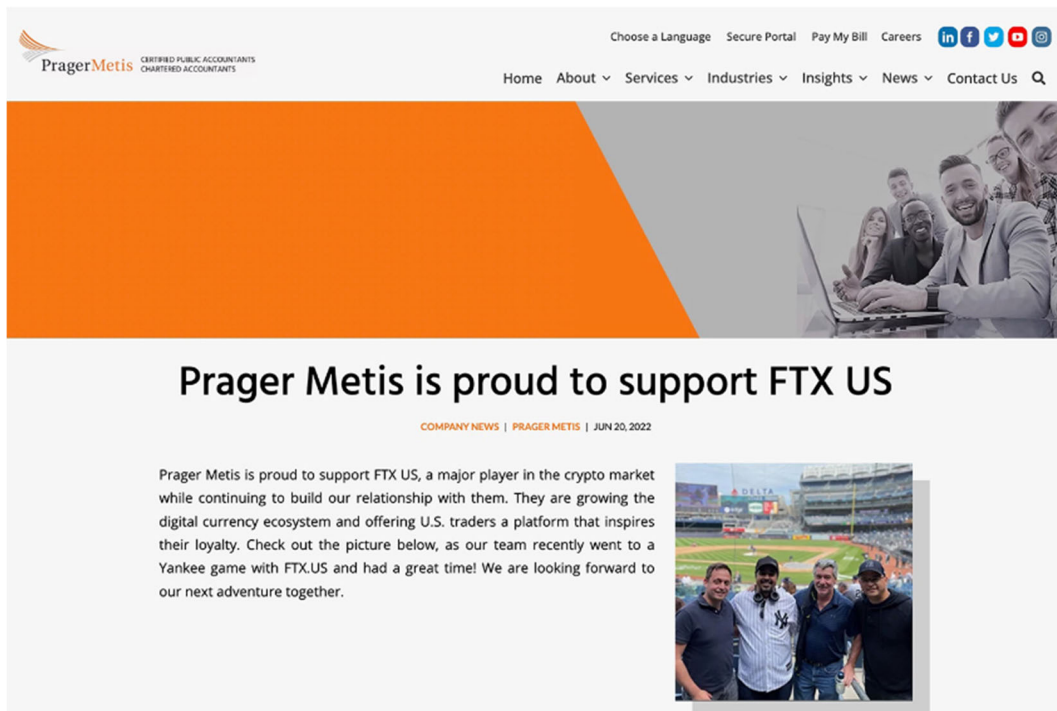 Choose a Language Secure Portal Pay My Bill Careers
PragerMetis CERTIFIED PUBLIC ACCOUNTANTS
CHARTERED ACCOUNTANTS
Home About Services Industries Insights News Contact Us
Prager Metis is proud to support FTX US
COMPANY NEWS | PRAGER METIS | JUN 20, 2022
Prager Metis is proud to support FTX US, a major player in the crypto market
while continuing to build our relationship with them. They are growing the
digital currency ecosystem and offering U.S. traders a platform that inspires
their loyalty. Check out the picture below, as our team recently went to a
Yankee game with FTX.US and had a great time! We are looking forward to
our next adventure together.
DELTA